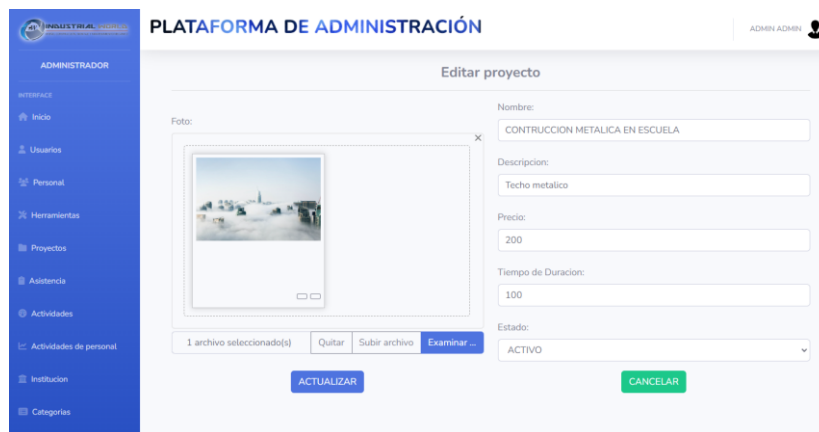 INDUSTRIAL
PLATAFORMA DE ADMINISTRACIÓN
ADMIN ADMIN
ADMINISTRADOR
INTERFACE
Inicio
Usuarios
Personal
Herramientas
Proyectos
Asistencia
Actividades
Actividades de personal
Institucion
Categorias
Editar proyecto
Foto:
×
1 archivo seleccionado(s)
Quitar
Subir archivo
Examinar ...
ACTUALIZAR
Nombre:
CONTRUCCION METALICA EN ESCUELA
Descripcion:
Techo metalico
Precio:
200
Tiempo de Duracion:
100
Estado:
ACTIVO
CANCELAR